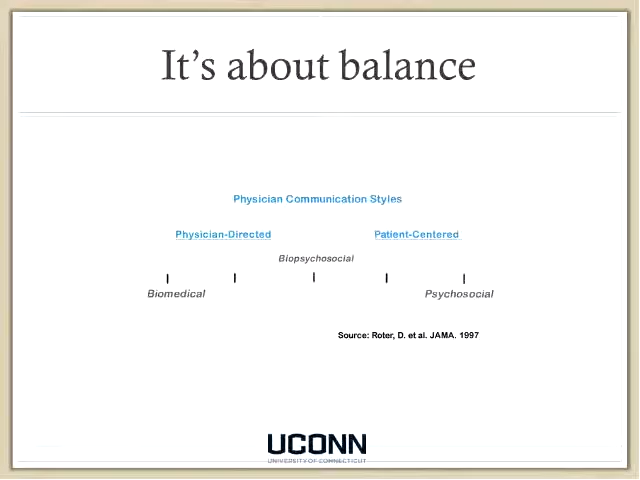 It's about balance
Physician Communication Styles
Physician-Directed Patient-Centered
Biopsychosocial
Biomedical Psychosocial
Source: Roter, D. et al. JAMA. 1997
UCONN
UNIVERSITY OF CONNECTICUT